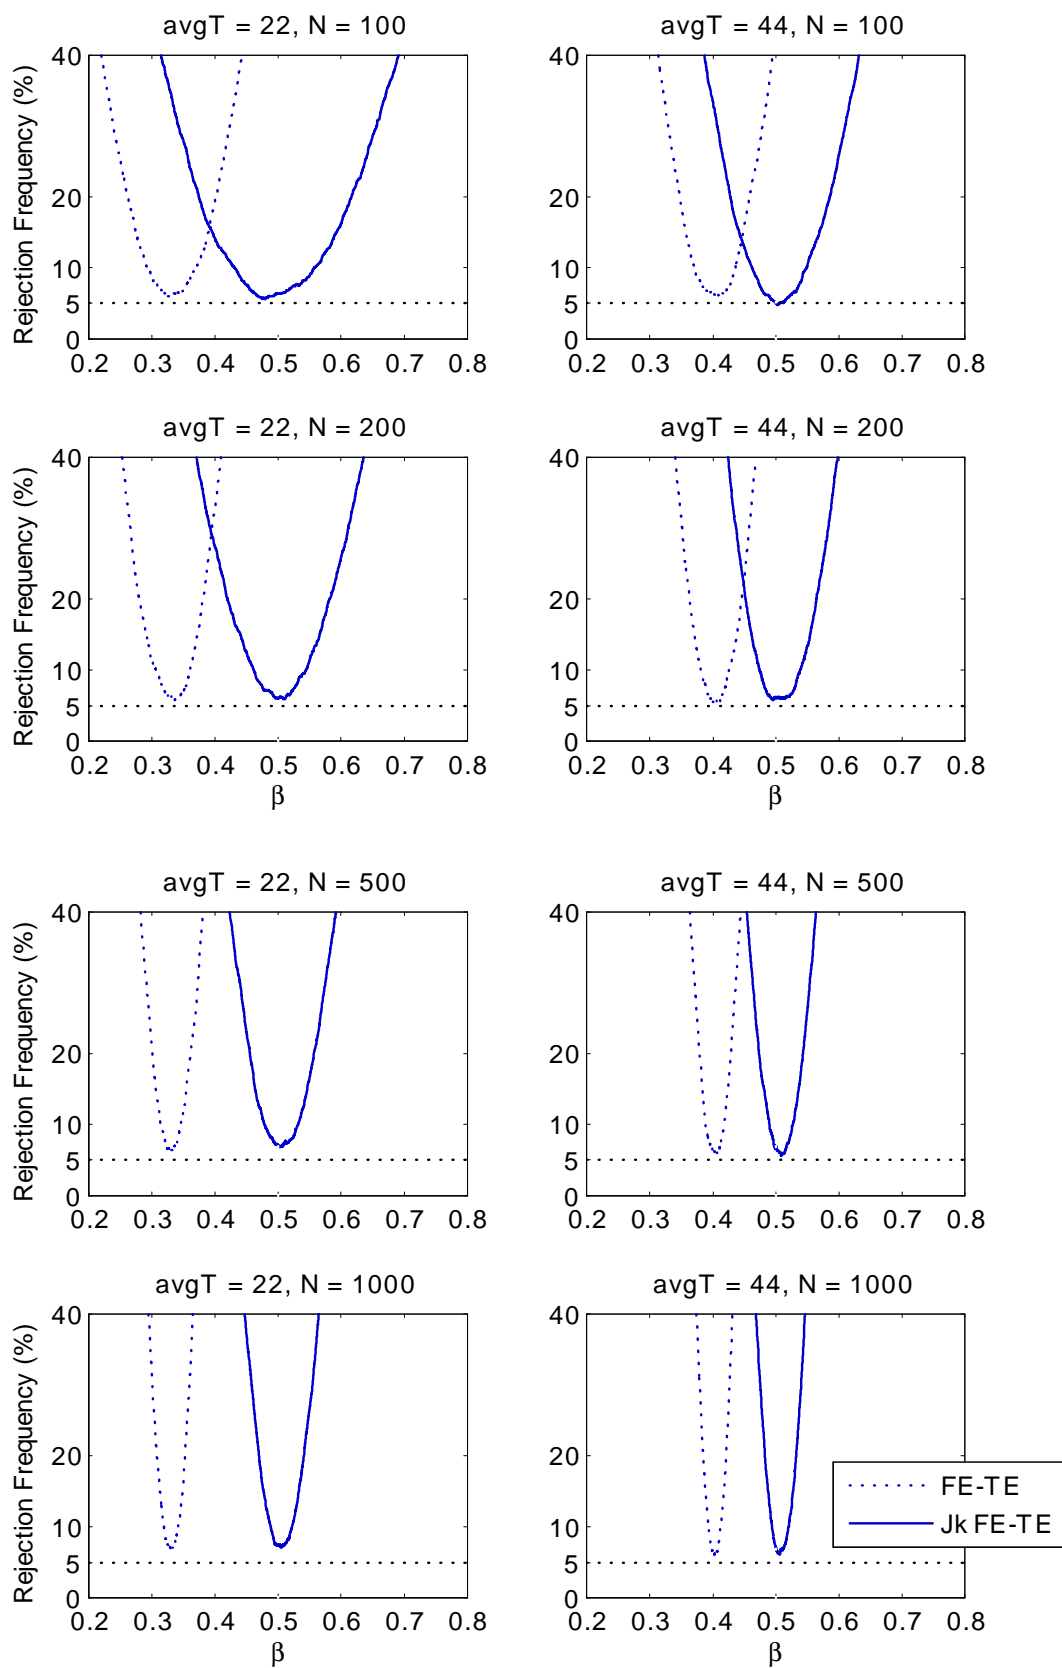 avgT = 22, N = 100
avgT = 44, N = 100
Rejection Frequency (%)
40
20
10
5
0
0.2 0.3 0.4 0.5 0.6 0.7 0.8
40
20
10
5
0
0.2 0.3 0.4 0.5 0.6 0.7 0.8
avgT = 22, N = 200
avgT = 44, N = 200
Rejection Frequency (%)
40
20
10
5
0
0.2 0.3 0.4 0.5 0.6 0.7 0.8
β
40
20
10
5
0
0.2 0.3 0.4 0.5 0.6 0.7 0.8
β
avgT = 22, N = 500
avgT = 44, N = 500
Rejection Frequency (%)
40
20
10
5
0
0.2 0.3 0.4 0.5 0.6 0.7 0.8
40
20
10
5
0
0.2 0.3 0.4 0.5 0.6 0.7 0.8
avgT = 22, N = 1000
avgT = 44, N = 1000
Rejection Frequency (%)
40
20
10
5
0
0.2 0.3 0.4 0.5 0.6 0.7 0.8
β
40
20
10
5
0
0.2 0.3 0.4 0.5 0.6 0.7 0.8
β
FE-TE
Jk FE-TE